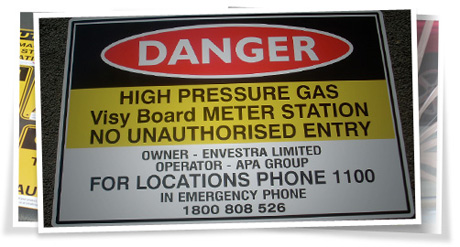 DANGER
HIGH PRESSURE GAS
Visy Board METER STATION
NO UNAUTHORISED ENTRY
OWNER - ENVESTRA LIMITED
OPERATOR - APA GROUP
FOR LOCATIONS PHONE 1100
IN EMERGENCY PHONE
1800 808 526